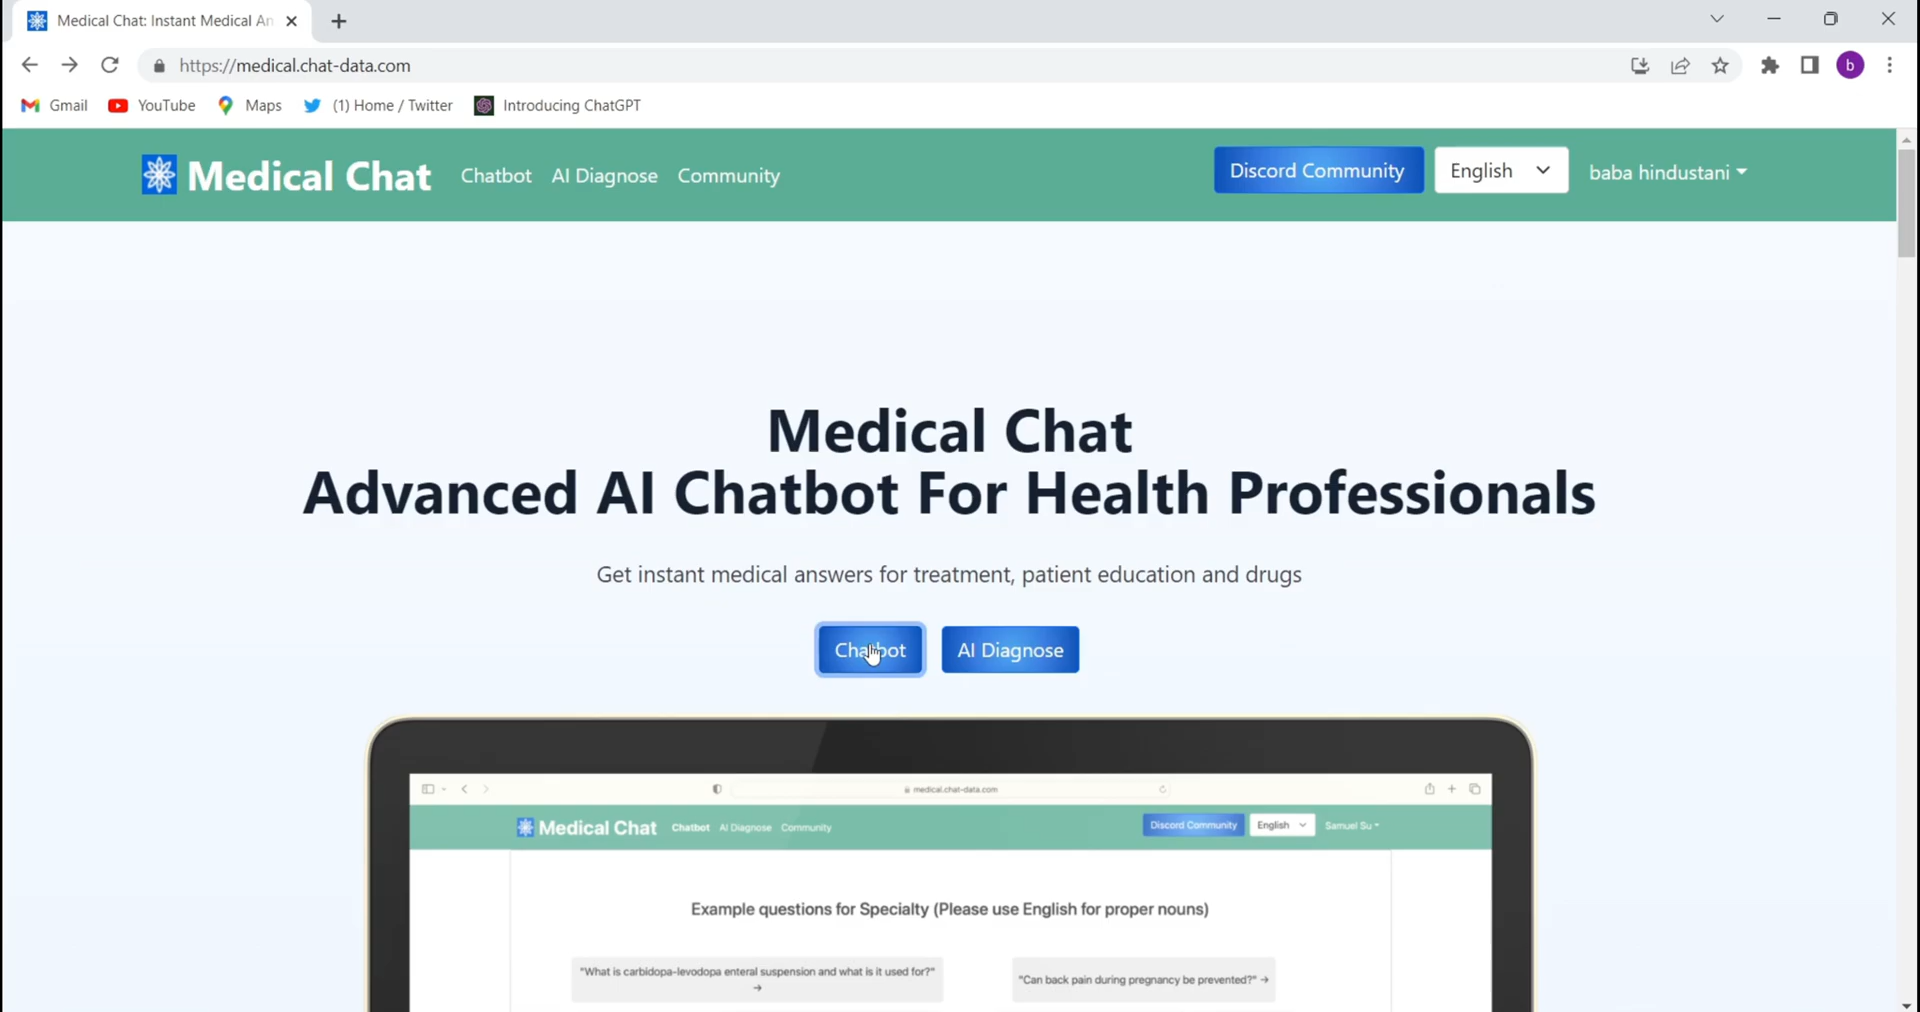 Medical Chat: Instant Medical An
https://medical.chat-data.com
b
Gmail
YouTube
Maps
(1) Home / Twitter
Introducing ChatGPT
Medical Chat
Chatbot
AI Diagnose
Community
Discord Community
English
baba hindustani
Medical Chat
Advanced AI Chatbot For Health Professionals
Get instant medical answers for treatment, patient education and drugs
Chatbot
AI Diagnose
medical.chat-data.com
Medical Chat
Chatbot
AI Diagnose
Community
Discord Community
English
Samuel Su
Example questions for Specialty (Please use English for proper nouns)
"What is carbidopa-levodopa enteral suspension and what is it used for?"
→
"Can back pain during pregnancy be prevented?" →